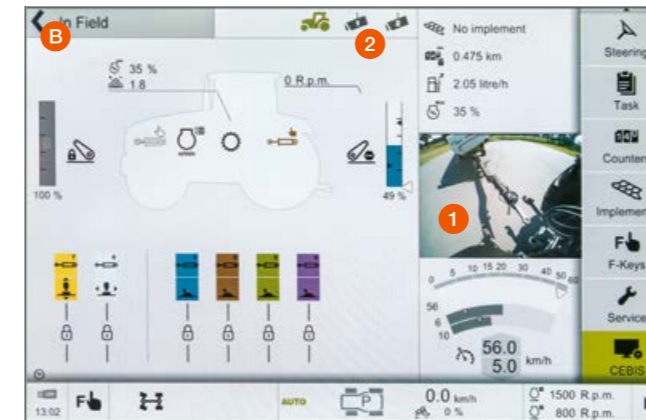 In Field
B
2
35 %
1.8
0 R.p.m.
100 %
49 %
No implement
0.475 km
2.05 litre/h
35 %
1
0 5 10 15 20 30 40 50 60
56
6
10
56.0
5.0 km/h
Steering
Task
Counters
Implement
F-Keys
Service
CEBIS
13:02
F
AUTO
P
0.0 km/h
0 %
1500 R.p.m.
800 R.p.m.